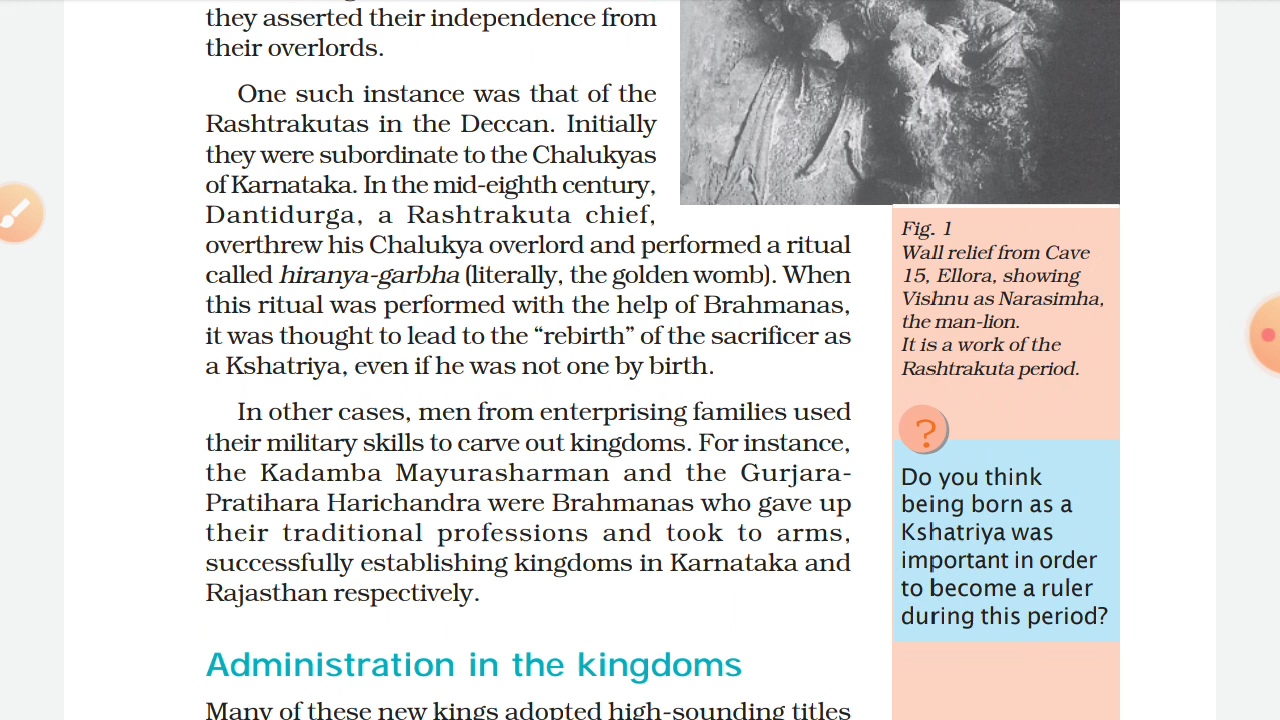 they asserted their independence from
their overlords.
One such instance was that of the
Rashtrakutas in the Deccan. Initially
they were subordinate to the Chalukyas
of Karnataka. In the mid-eighth century,
Dantidurga, a Rashtrakuta chief,
overthrew his Chalukya overlord and performed a ritual
called hiranya-garbha (literally, the golden womb). When
this ritual was performed with the help of Brahmanas,
it was thought to lead to the “rebirth” of the sacrificer as
a Kshatriya, even if he was not one by birth.
In other cases, men from enterprising families used
their military skills to carve out kingdoms. For instance,
the Kadamba Mayurasharman and the Gurjara-
Pratihara Harichandra were Brahmanas who gave up
their traditional professions and took to arms,
successfully establishing kingdoms in Karnataka and
Rajasthan respectively.
Administration in the kingdoms
Many of these new kings adopted high-sounding titles
Fig. 1
Wall relief from Cave
15, Ellora, showing
Vishnu as Narasimha,
the man-lion.
It is a work of the
Rashtrakuta period.
?
Do you think
being born as a
Kshatriya was
important in order
to become a ruler
during this period?